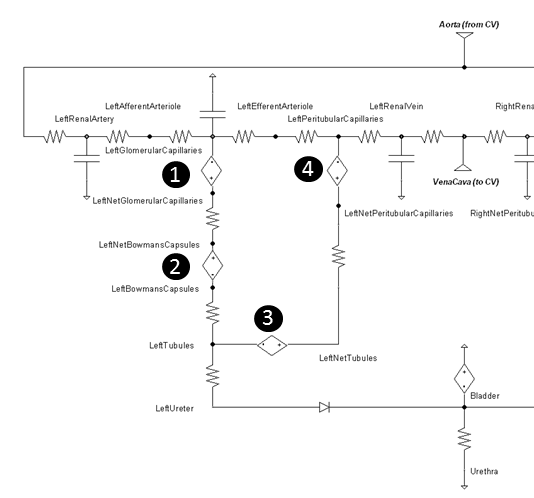 Aorta (from CV)
LeftAfferentArteriole
LeftEfferentArteriole
LeftRenalVein
RightRena
LeftRenalArtery
LeftPeritubularCapillaries
LeftGlomerularCapillaries
1
4
VenaCava (to CV)
LeftNetGlomerularCapillaries
LeftNetPeritubularCapillaries
RightNetPeritubu
LeftNetBowmansCapsules
2
LeftBowmansCapsules
3
LeftTubules
LeftNetTubules
Bladder
LeftUreter
Urethra